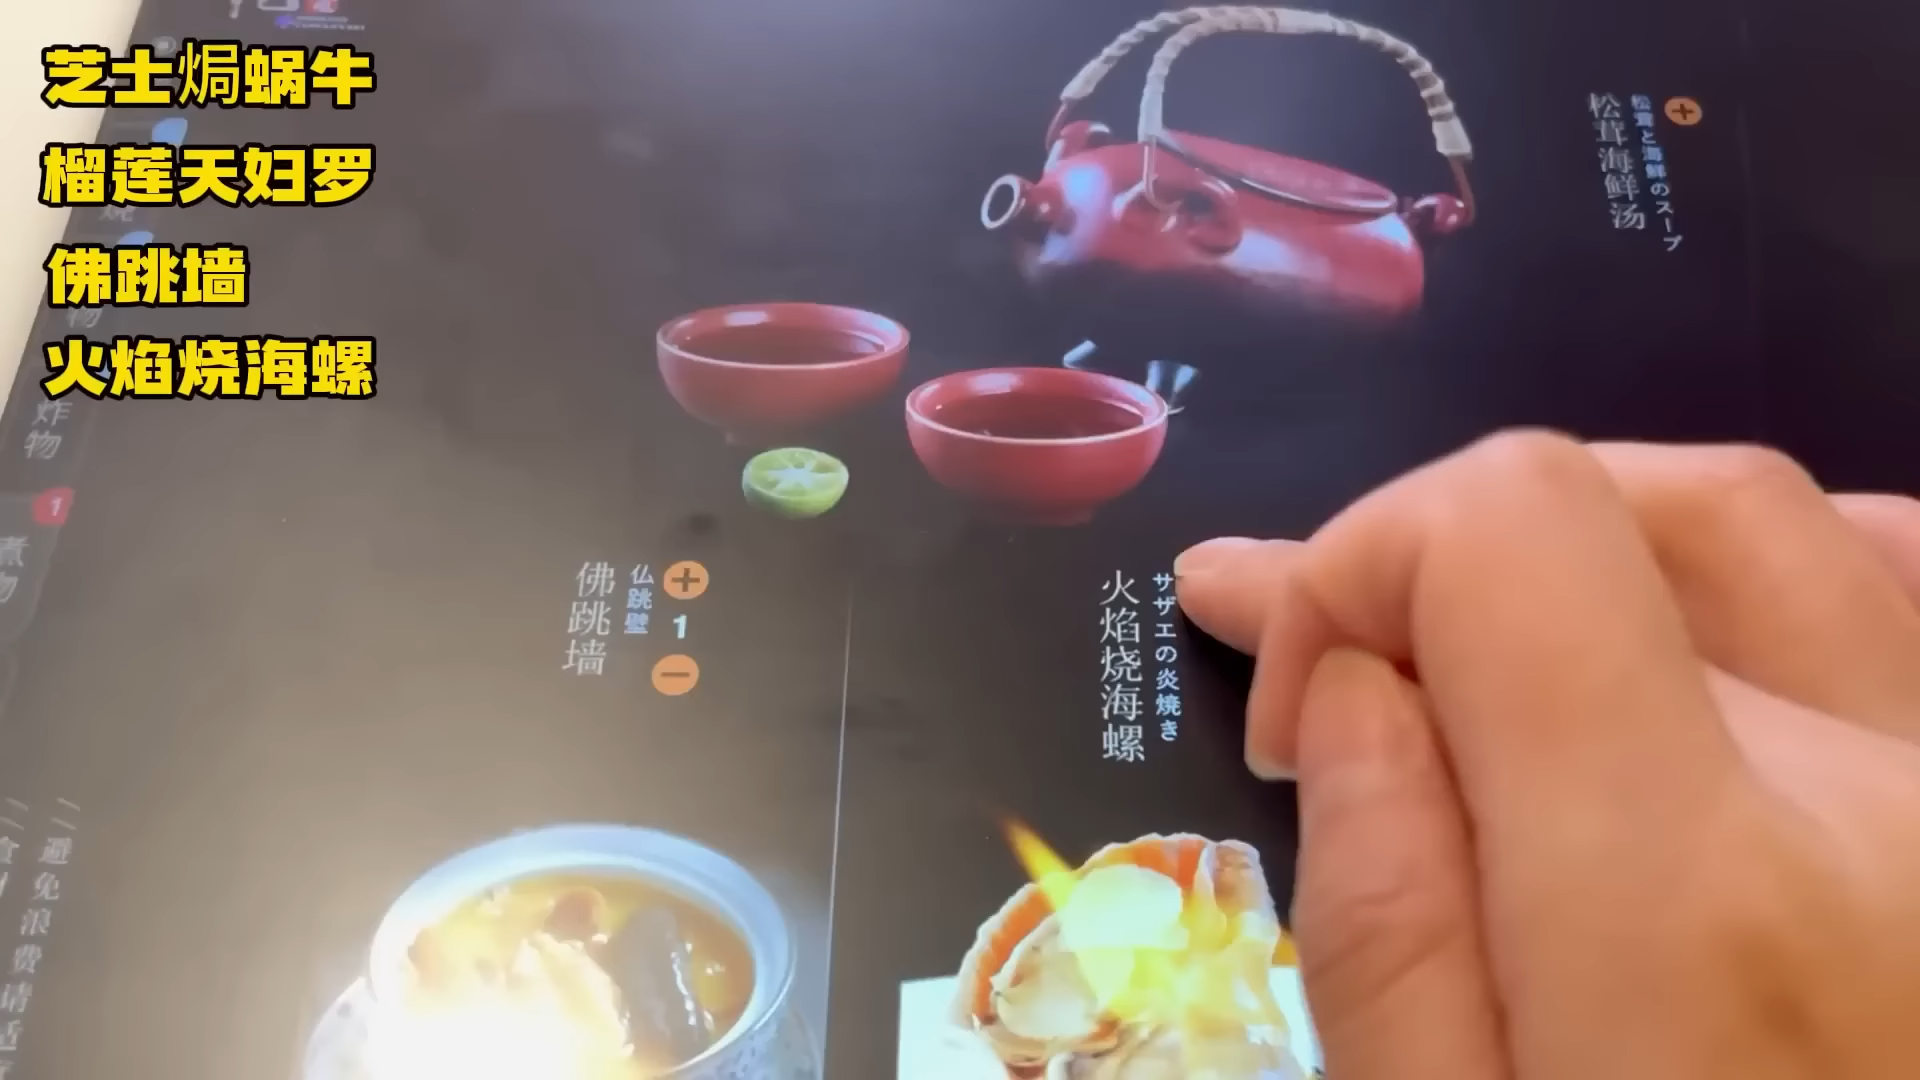 芝士焗蜗牛
榴莲天妇罗
佛跳墙
火焰烧海螺
松茸と海鮮のスープ
松茸海鲜汤
炸物
1
煮物
仏跳壁
佛跳墙
1
サザエの炎焼き
火焰烧海螺
避免浪费请适